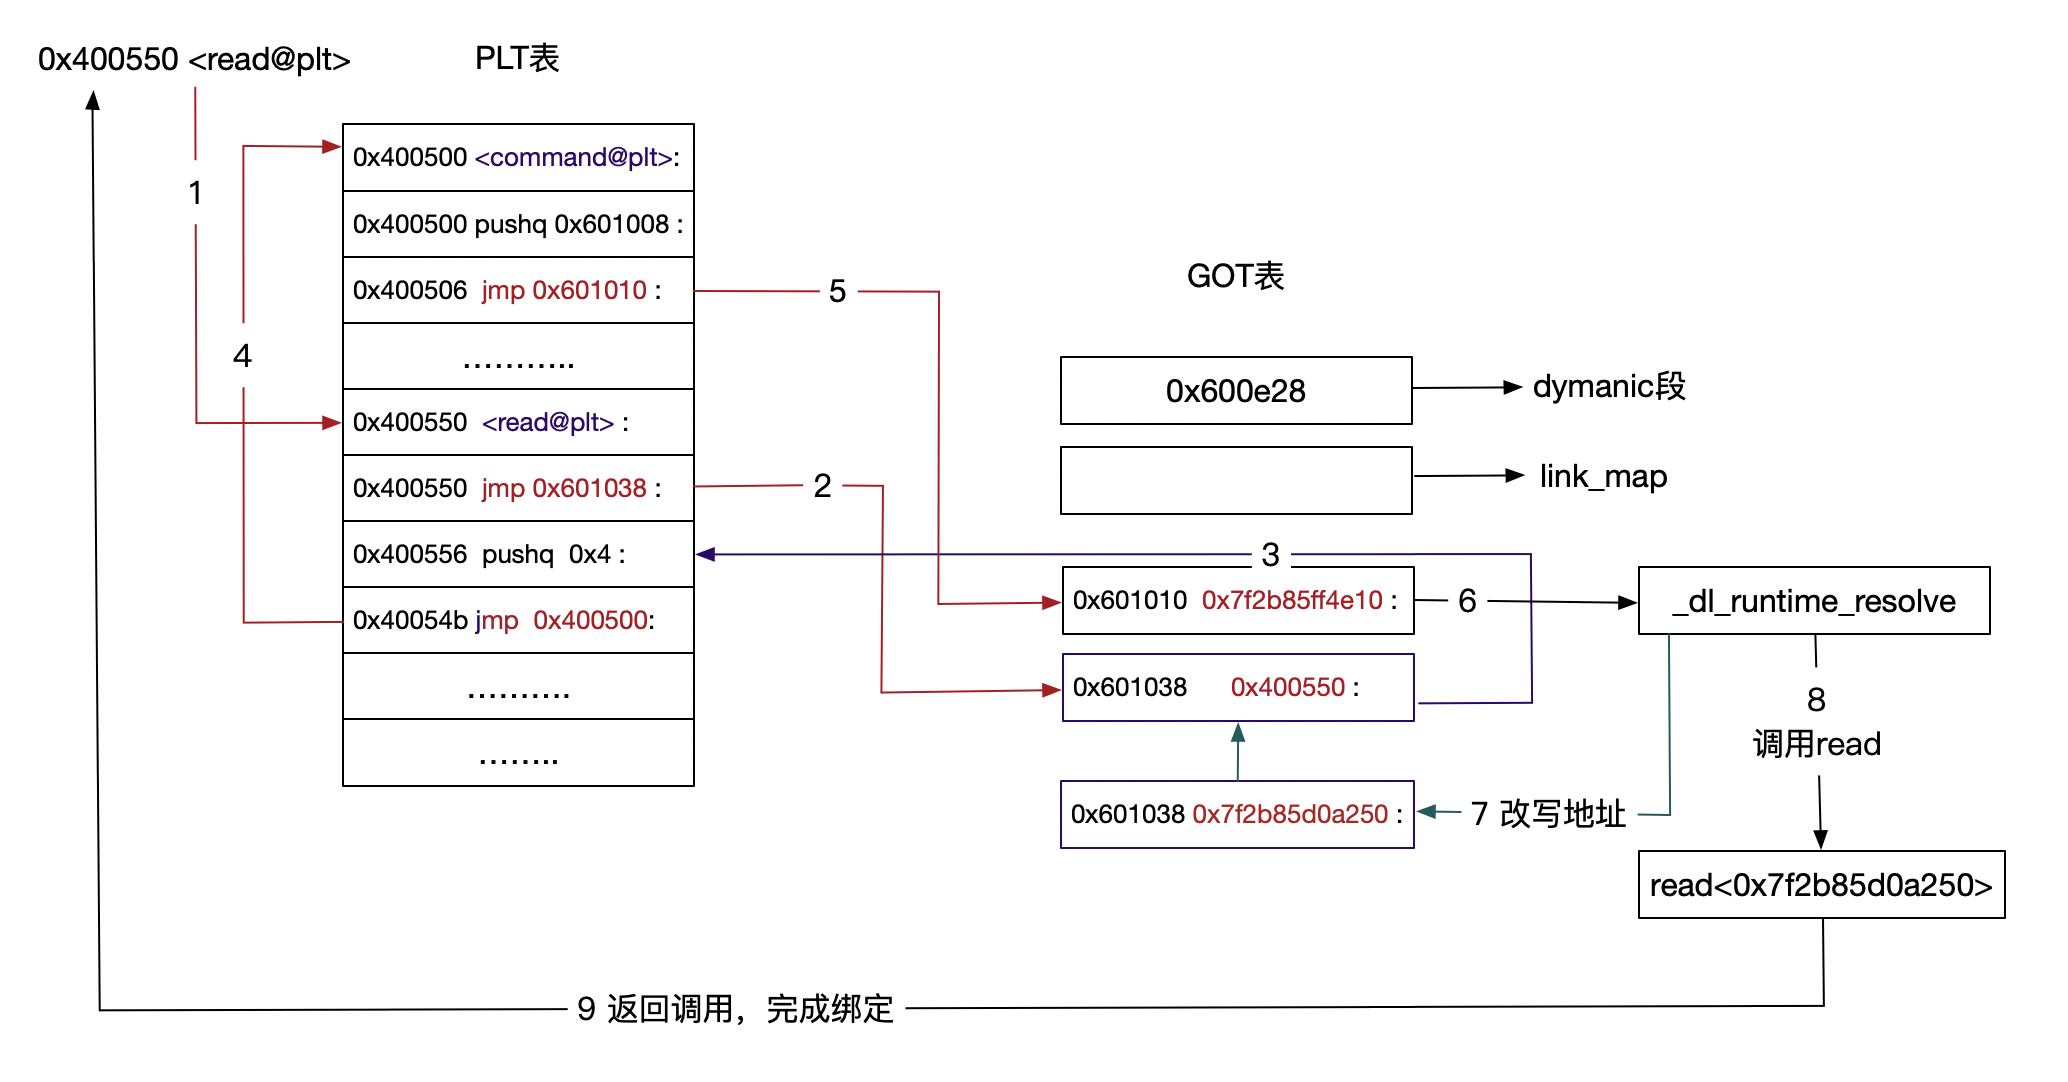 0x400550 <read@plt>
PLT表
0x400500 <command@plt>:
0x400500 pushq 0x601008 :
0x400506 jmp 0x601010 :
...........
0x400550 <read@plt> :
0x400550 jmp 0x601038 :
0x400556 pushq 0x4 :
0x40054b jmp 0x400500:
..........
........
1
4
5
2
3
GOT表
0x600e28
dymanic段
link_map
0x601010 0x7f2b85ff4e10 :
6
_dl_runtime_resolve
0x601038 0x400550 :
8
调用read
0x601038 0x7f2b85d0a250 :
7 改写地址
read<0x7f2b85d0a250>
9 返回调用，完成绑定